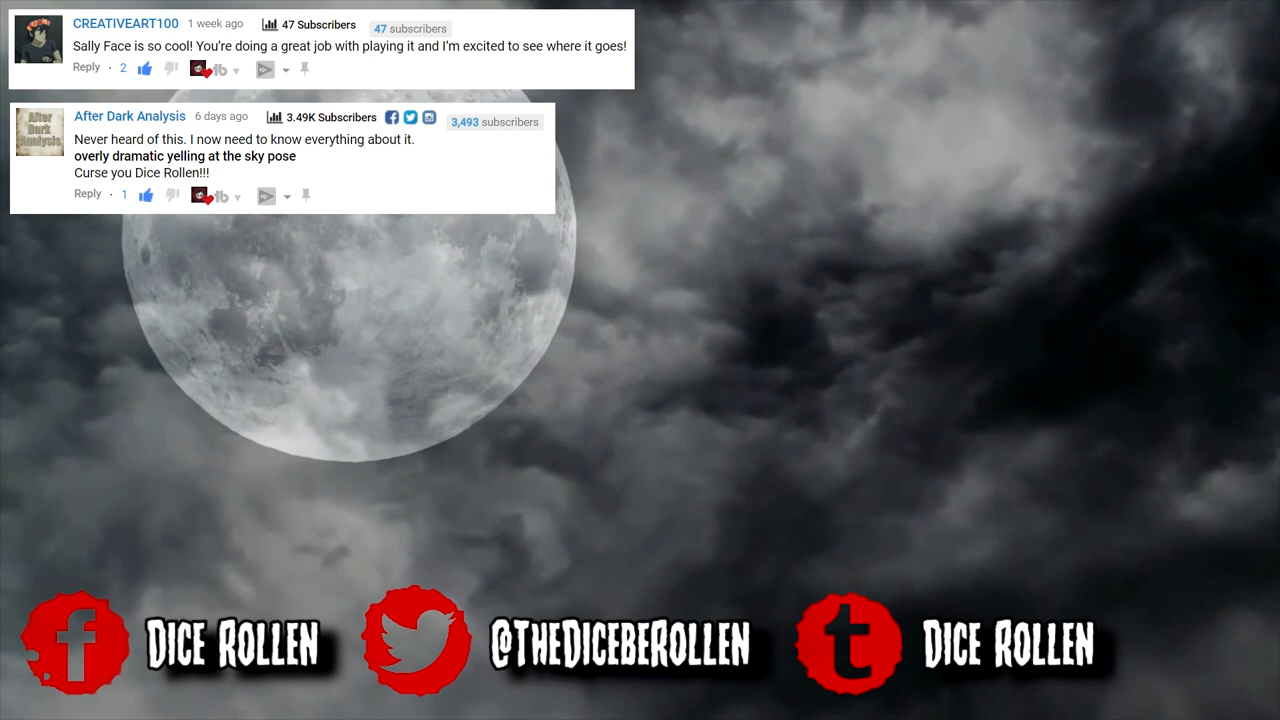 CREATIVEART100 1 week ago 47 Subscribers 47 subscribers
Sally Face is so cool! You’re doing a great job with playing it and I’m excited to see where it goes!
Reply · 2
After Dark Analysis
After Dark Analysis 6 days ago 3.49K Subscribers 3,493 subscribers
Never heard of this. I now need to know everything about it.
overly dramatic yelling at the sky pose
Curse you Dice Rollen!!!
Reply · 1
DICE ROLLEN @THEDICEBEROLLEN DICE ROLLEN